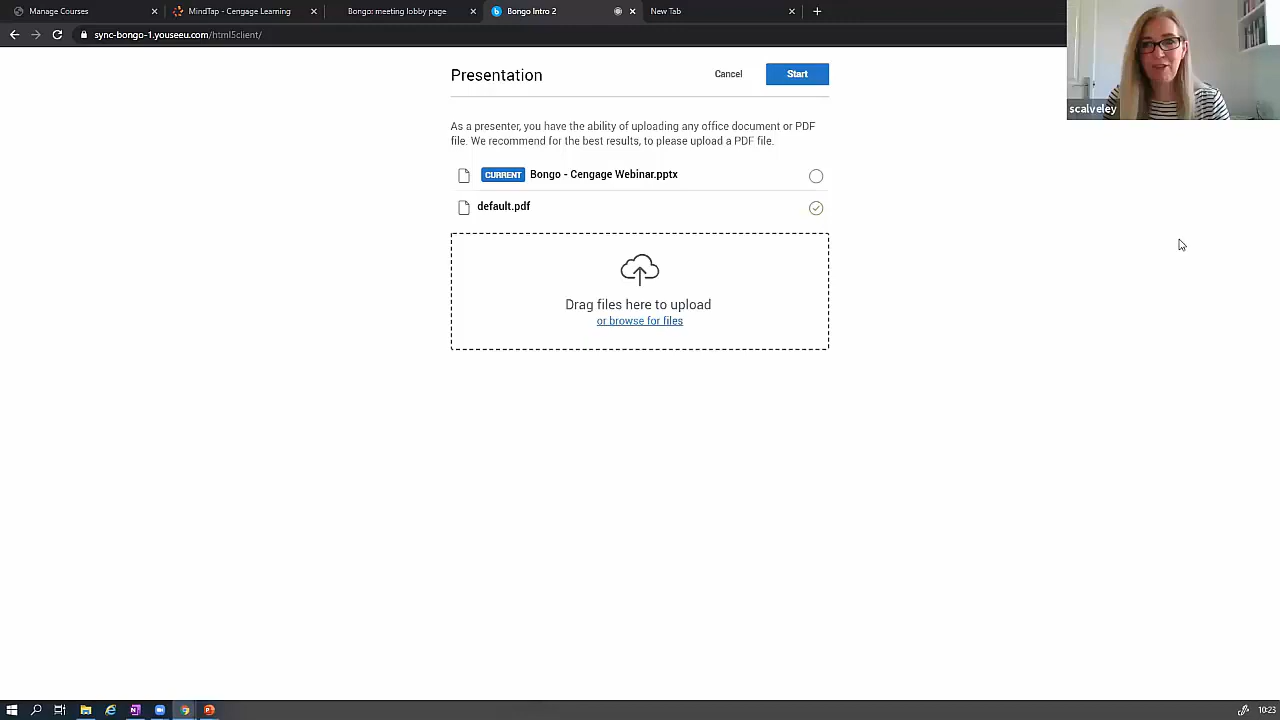 Manage Courses
MindTap - Cengage Learning
Bongo: meeting lobby page
Bongo Intro 2
New Tab
sync-bongo-1.youseeu.com/html5client/
scalveley
Presentation
Cancel
Start
As a presenter, you have the ability of uploading any office document or PDF
file. We recommend for the best results, to please upload a PDF file.
CURRENT Bongo - Cengage Webinar.pptx
default.pdf
Drag files here to upload
or browse for files
10:23